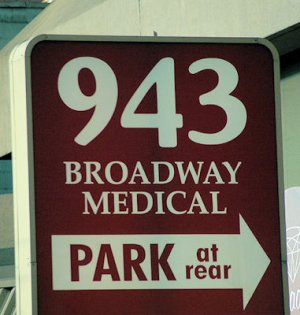 943
BROADWAY
MEDICAL
PARK at rear